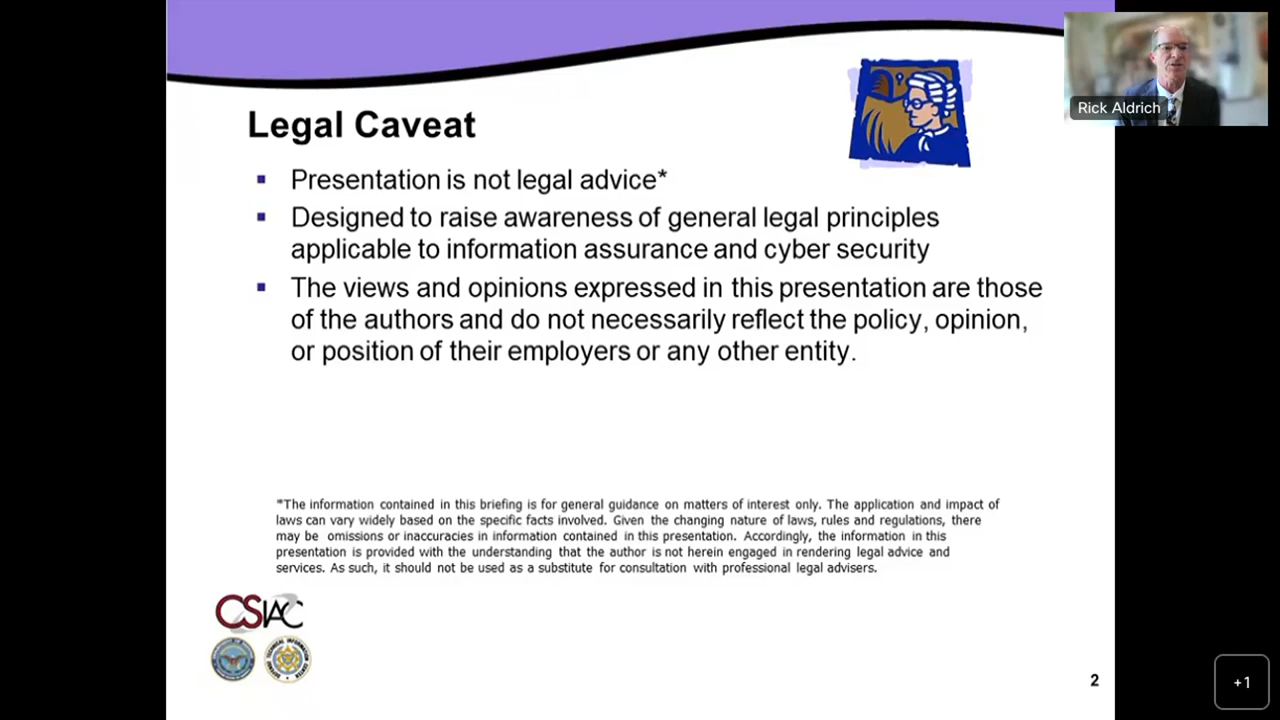 Rick Aldrich
Legal Caveat
Presentation is not legal advice*
Designed to raise awareness of general legal principles
applicable to information assurance and cyber security
The views and opinions expressed in this presentation are those
of the authors and do not necessarily reflect the policy, opinion,
or position of their employers or any other entity.
*The information contained in this briefing is for general guidance on matters of interest only. The application and impact of
laws can vary widely based on the specific facts involved. Given the changing nature of laws, rules and regulations, there
may be omissions or inaccuracies in information contained in this presentation. Accordingly, the information in this
presentation is provided with the understanding that the author is not herein engaged in rendering legal advice and
services. As such, it should not be used as a substitute for consultation with professional legal advisers.
CSIAC
DEFENSE TECHNICAL INFORMATION CENTER
2
+1